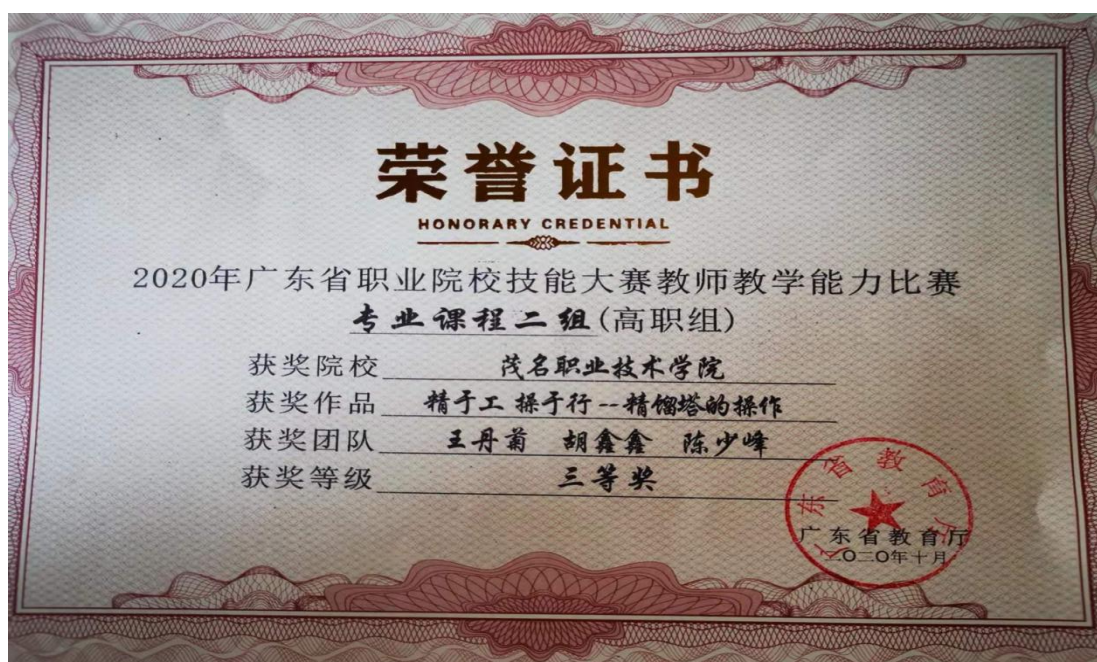 荣誉证书
HONORARY CREDENTIAL
2020年广东省职业院校技能大赛教师教学能力比赛
专业课程二组(高职组)
获奖院校 茂名职业技术学院
获奖作品 精于工 操于行--精馏塔的操作
获奖团队 王丹菊 胡鑫鑫 陈少峰
获奖等级 三等奖
广东省教育厅
广东省教育厅
二〇二〇年十月